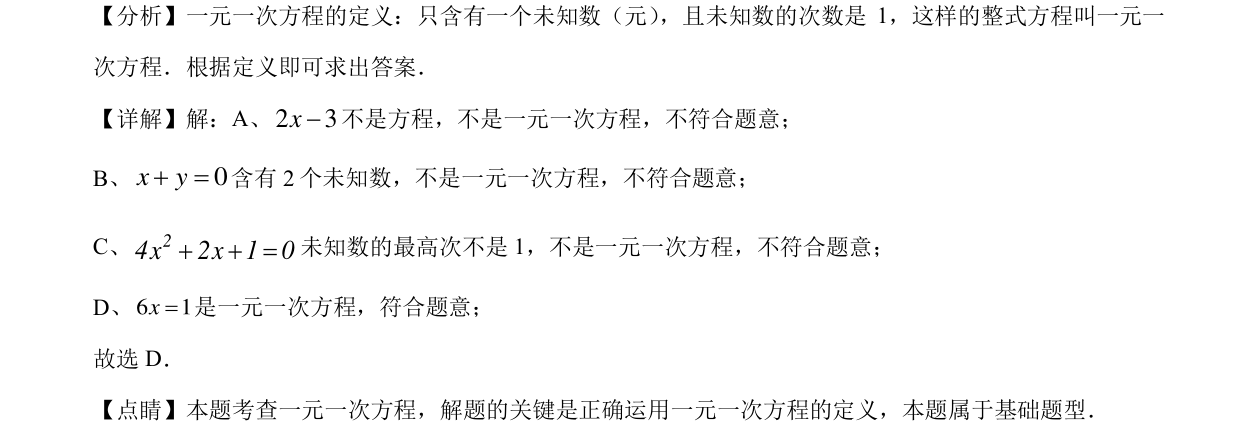 【分析】一元一次方程的定义：只含有一个未知数（元），且未知数的次数是 1，这样的整式方程叫一元一
次方程．根据定义即可求出答案．
【详解】解：A、2x−3不是方程，不是一元一次方程，不符合题意；
B、x+y=0含有 2 个未知数，不是一元一次方程，不符合题意；
C、4x²+2x+1=0 未知数的最高次不是 1，不是一元一次方程，不符合题意；
D、6x=1是一元一次方程，符合题意；
故选 D．
【点睛】本题考查一元一次方程，解题的关键是正确运用一元一次方程的定义，本题属于基础题型．